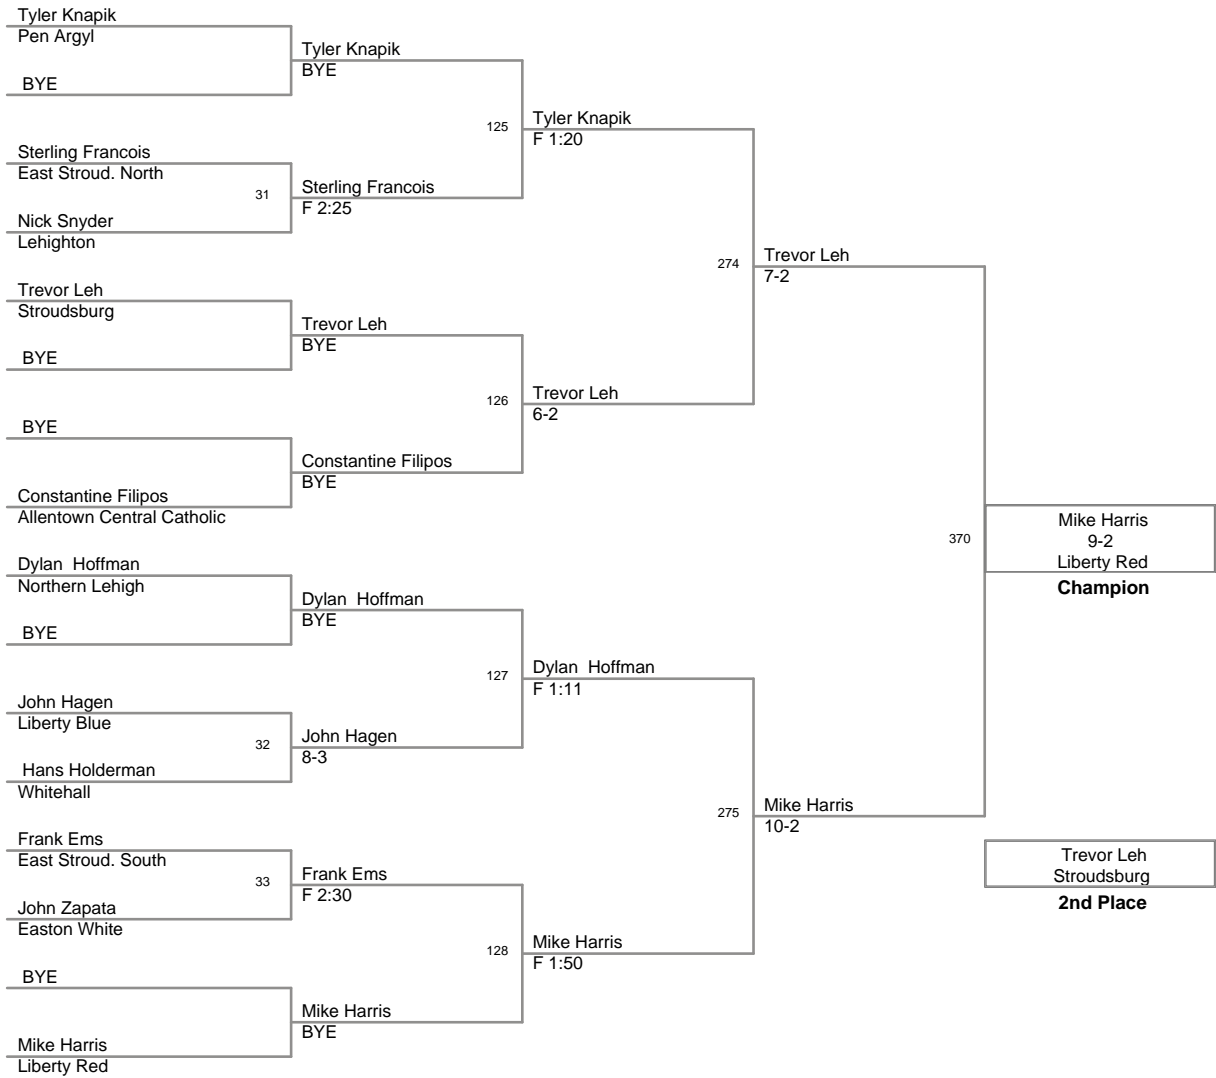 Tyler Knapik
Pen Argyl
BYE
Sterling Francois
East Stroud. North
Nick Snyder
Lehighton
Trevor Leh
Stroudsburg
BYE
BYE
Constantine Filipos
Allentown Central Catholic
Dylan  Hoffman
Northern Lehigh
BYE
John Hagen
Liberty Blue
Hans Holderman
Whitehall
Frank Ems
East Stroud. South
John Zapata
Easton White
BYE
Mike Harris
Liberty Red
31
32
33
Tyler Knapik
BYE
Sterling Francois
F 2:25
Trevor Leh
BYE
Constantine Filipos
BYE
Dylan  Hoffman
BYE
John Hagen
8-3
Frank Ems
F 2:30
Mike Harris
BYE
125
126
127
128
Tyler Knapik
F 1:20
Trevor Leh
6-2
Dylan  Hoffman
F 1:11
Mike Harris
F 1:50
274
275
Trevor Leh
7-2
Mike Harris
10-2
370
Mike Harris
9-2
Liberty Red
Champion
Trevor Leh
Stroudsburg
2nd Place